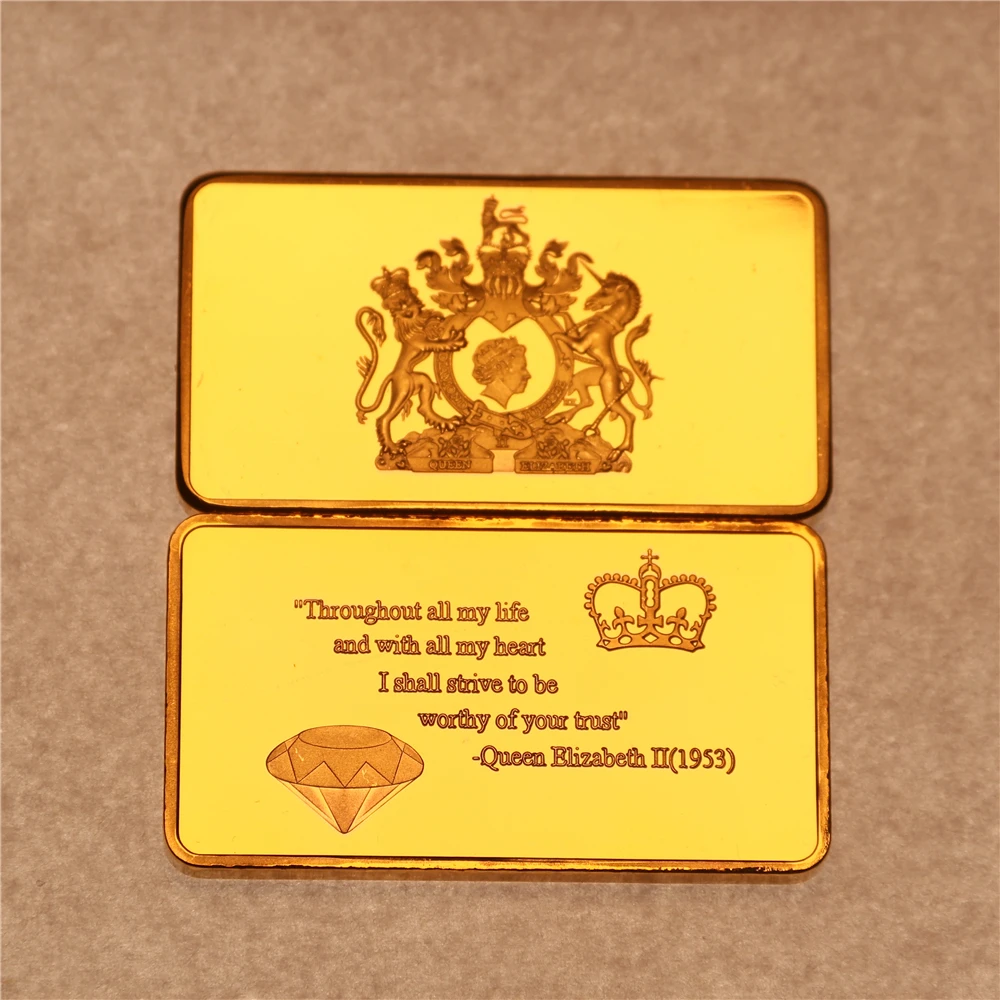 QUEEN ELIZABETH
"Throughout all my life
and with all my heart
I shall strive to be
worthy of your trust"
-Queen Elizabeth II(1953)